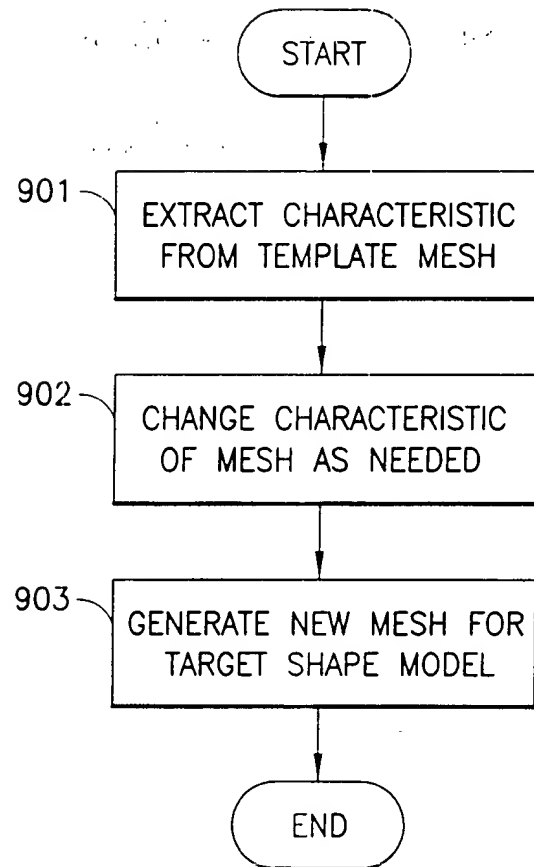 START
901
EXTRACT CHARACTERISTIC
FROM TEMPLATE MESH
902
CHANGE CHARACTERISTIC
OF MESH AS NEEDED
903
GENERATE NEW MESH FOR
TARGET SHAPE MODEL
END